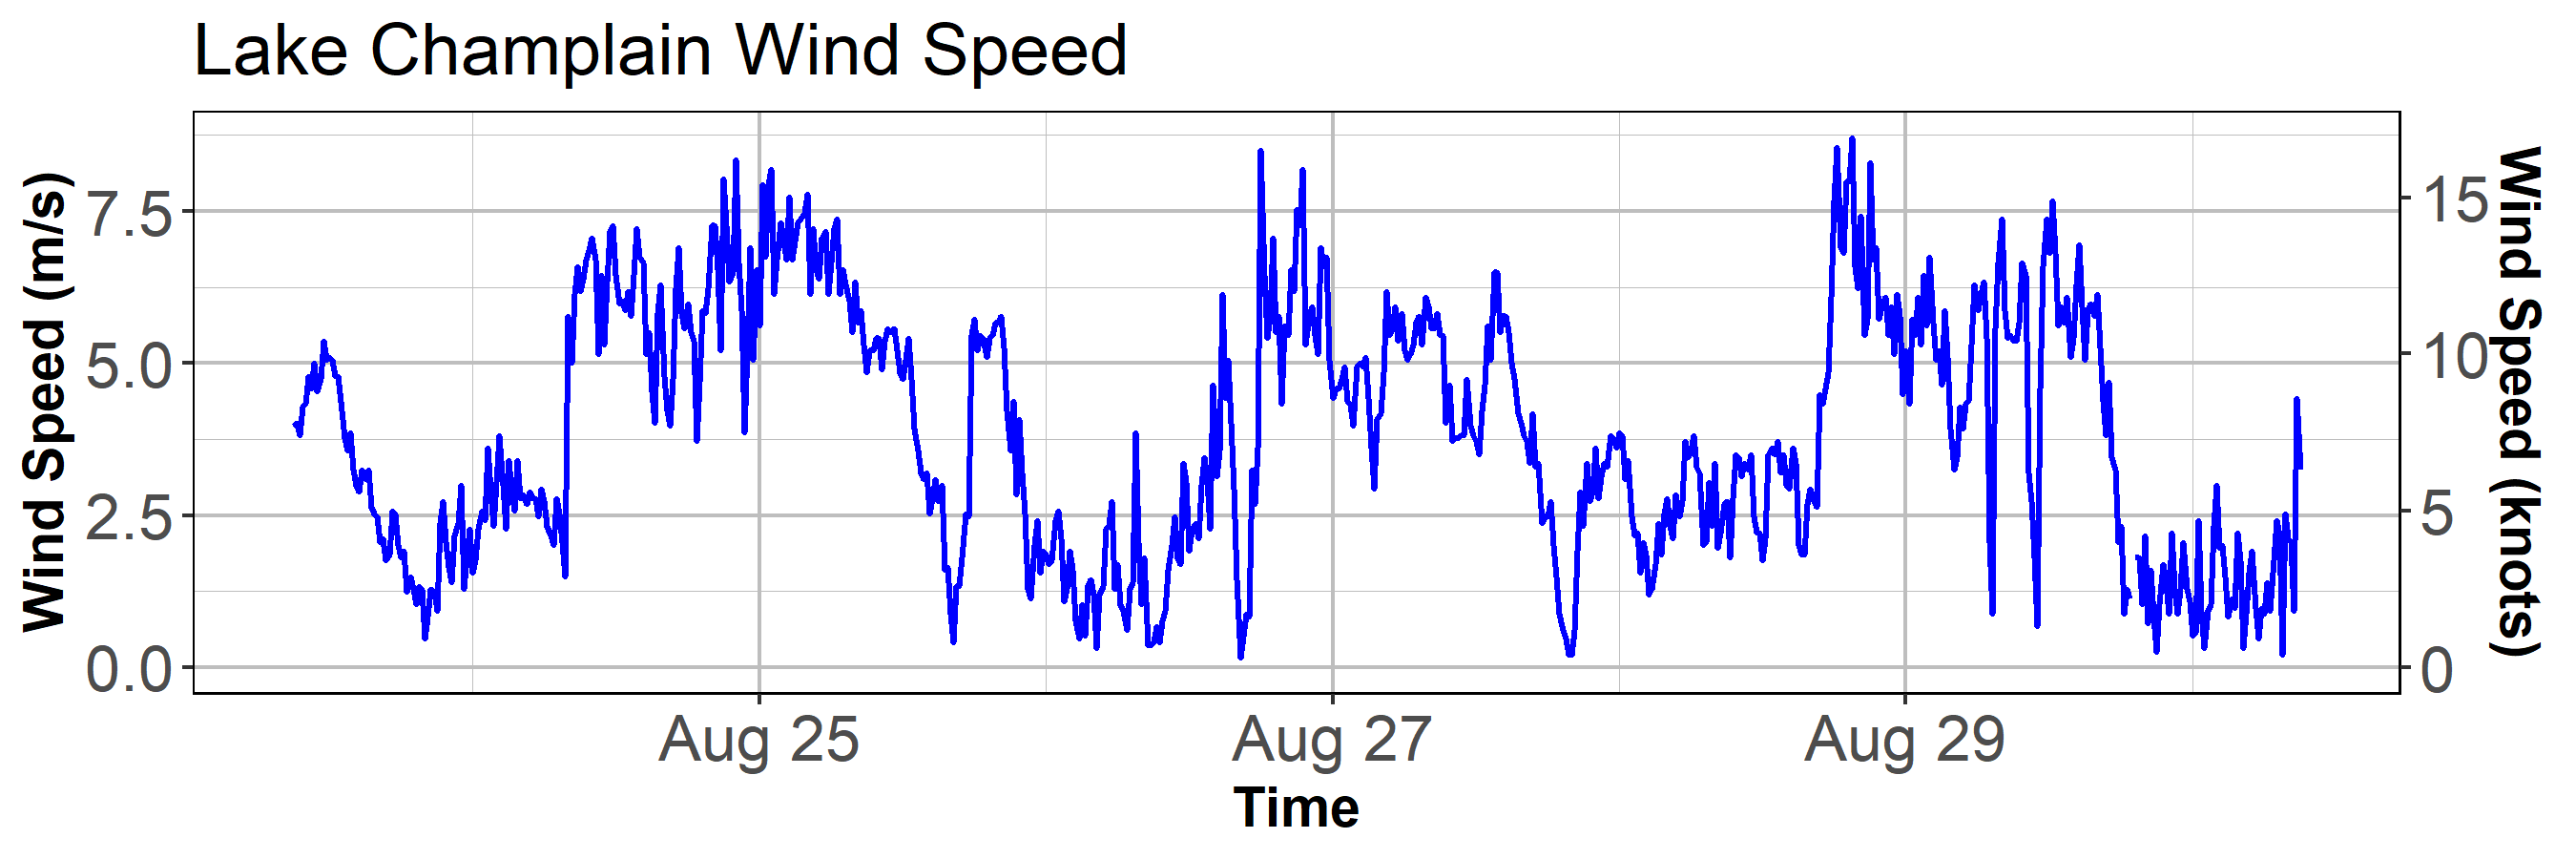 Lake Champlain Wind Speed
Wind Speed (m/s)
7.5
5.0
2.5
0.0
15
10
5
0
Wind Speed (knots)
Aug 25
Aug 27
Aug 29
Time